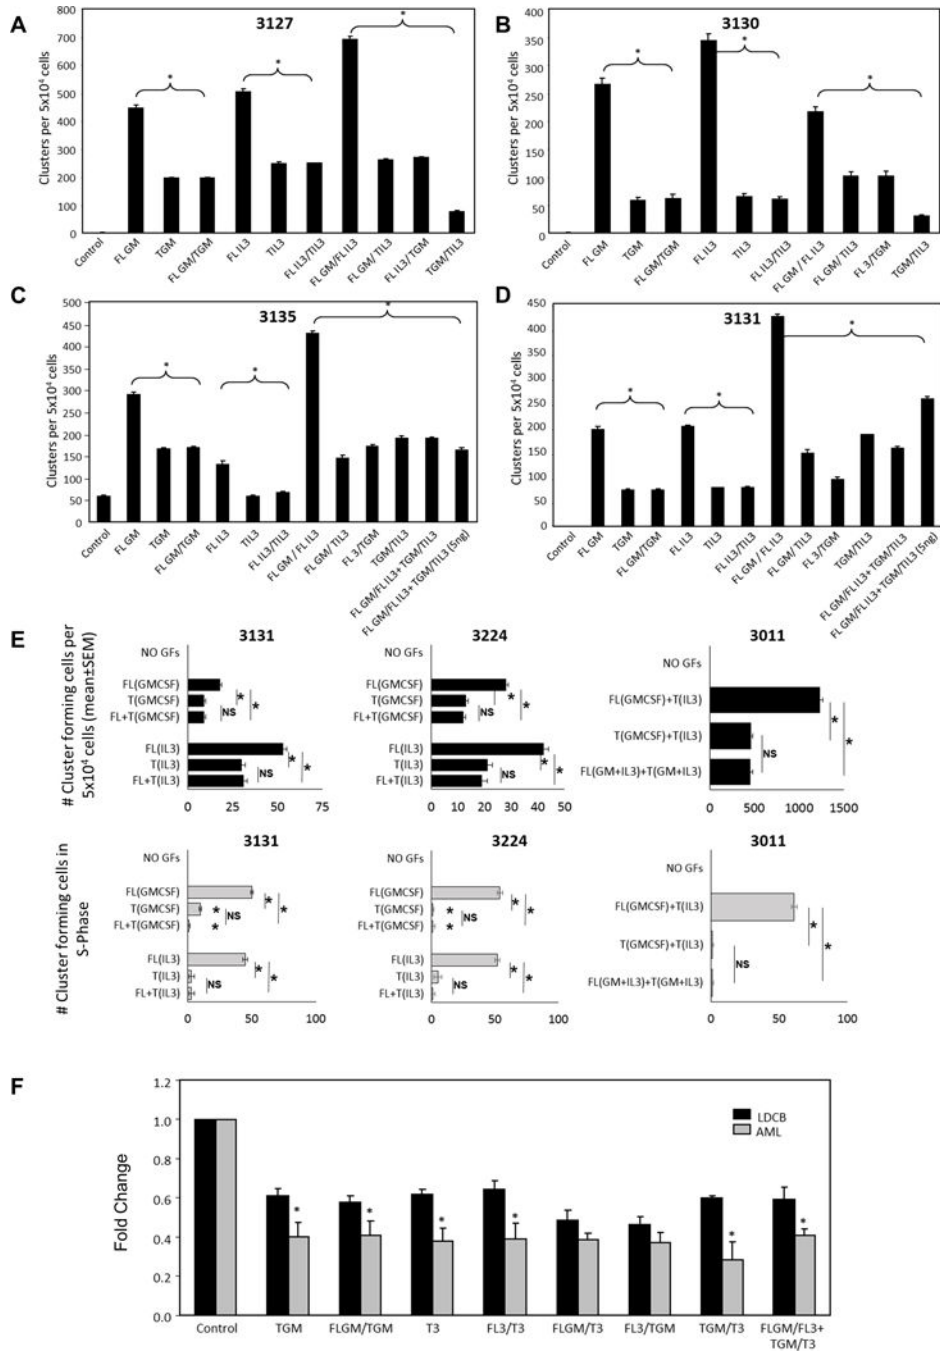 A
3127
Clusters per 5x10⁴ cells
800
700
600
500
400
300
200
100
0
*
*
*
Control
FL GM
TGM
FL GM/TGM
FL IL3
TIL3
FL IL3/TIL3
FL GM/FL IL3
FL GM/TIL3
FL IL3/TGM
TGM/TIL3
B
3130
Clusters per 5x10⁴ cells
400
350
300
250
200
150
100
50
0
*
*
*
Control
FL GM
TGM
FL GM/TGM
FL IL3
TIL3
FL IL3/TIL3
FL GM / FL IL3
FL GM/TIL3
FL 3/TGM
TGM/TIL3
C
3135
Clusters per 5x10⁴ cells
500
450
400
350
300
250
200
150
100
50
0
*
*
*
Control
FL GM
TGM
FL GM/TGM
FL IL3
TIL3
FL IL3/TIL3
FL GM / FL IL3
FL GM/TIL3
FL 3/TGM
TGM/TIL3
FL GM/FL IL3+ TGM/TIL3
FL GM/FL IL3+ TGM/TIL3 (5ng)
D
3131
Clusters per 5x10⁴ cells
450
400
350
300
250
200
150
100
50
0
*
*
*
Control
FL GM
TGM
FL GM/TGM
FL IL3
TIL3
FL IL3/TIL3
FL GM / FL IL3
FL GM/TIL3
FL 3/TGM
TGM/TIL3
FL GM/FL IL3+ TGM/TIL3
FL GM/FL IL3+ TGM/TIL3 (5ng)
E
# Cluster forming cells per
5x10⁴ cells (mean±SEM)
3131
NO GFs
FL(GMCSF)
T(GMCSF)
FL+T(GMCSF)
FL(IL3)
T(IL3)
FL+T(IL3)
* * NS
* * NS
0 25 50 75
3224
NO GFs
FL(GMCSF)
T(GMCSF)
FL+T(GMCSF)
FL(IL3)
T(IL3)
FL+T(IL3)
* * NS
* * NS
0 10 20 30 40 50
3011
NO GFs
FL(GMCSF)+T(IL3)
T(GMCSF)+T(IL3)
FL(GM+IL3)+T(GM+IL3)
* * NS
0 500 1000 1500
# Cluster forming cells in
S-Phase
3131
NO GFs
FL(GMCSF)
T(GMCSF)
FL+T(GMCSF)
FL(IL3)
T(IL3)
FL+T(IL3)
* * NS * *
* * NS
0 100
3224
NO GFs
FL(GMCSF)
T(GMCSF)
FL+T(GMCSF)
FL(IL3)
T(IL3)
FL+T(IL3)
* * NS * *
* * NS
0 20 40 60 80 100
3011
NO GFs
FL(GMCSF)+T(IL3)
T(GMCSF)+T(IL3)
FL(GM+IL3)+T(GM+IL3)
* * NS
0 20 40 60 80 100
F
Fold Change
1.2
1.0
0.8
0.6
0.4
0.2
0.0
LDCB
AML
* * * * * *
Control
TGM
FLGM/TGM
T3
FL3/T3
FLGM/T3
FL3/TGM
TGM/T3
FLGM/FL3+
TGM/T3